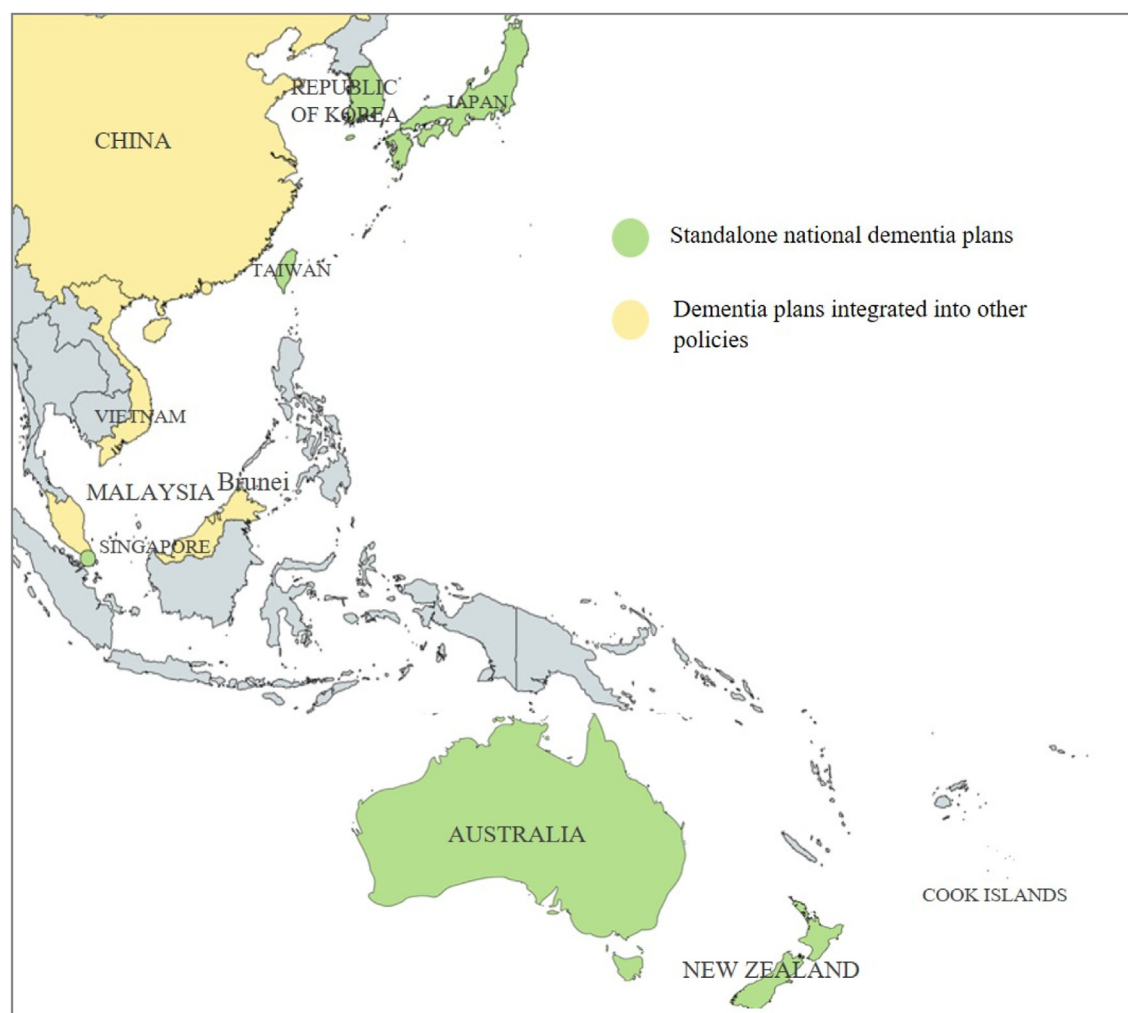 REPUBLIC
OF KOREA
JAPAN
CHINA
Standalone national dementia plans
TAIWAN
Dementia plans integrated into other
policies
VIETNAM
Brunei
MALAYSIA
SINGAPORE
AUSTRALIA
COOK ISLANDS
NEW ZEALAND